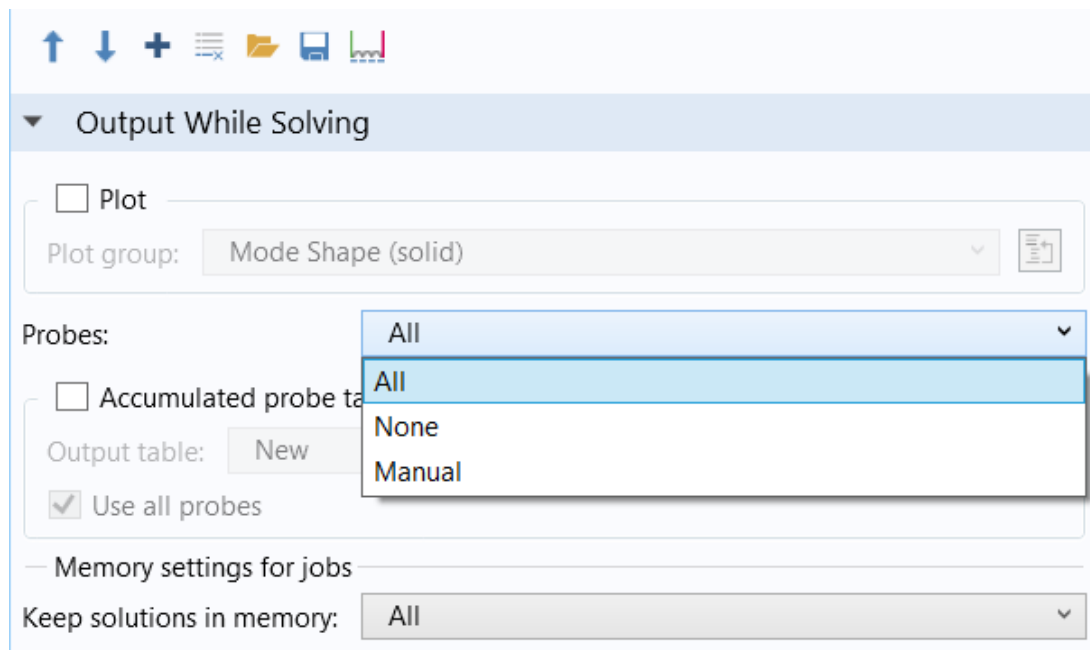 Output While Solving
Plot
Plot group: Mode Shape (solid)
Probes: All
All
Accumulated probe ta
None
Output table: New
Manual
Use all probes
Memory settings for jobs
Keep solutions in memory: All